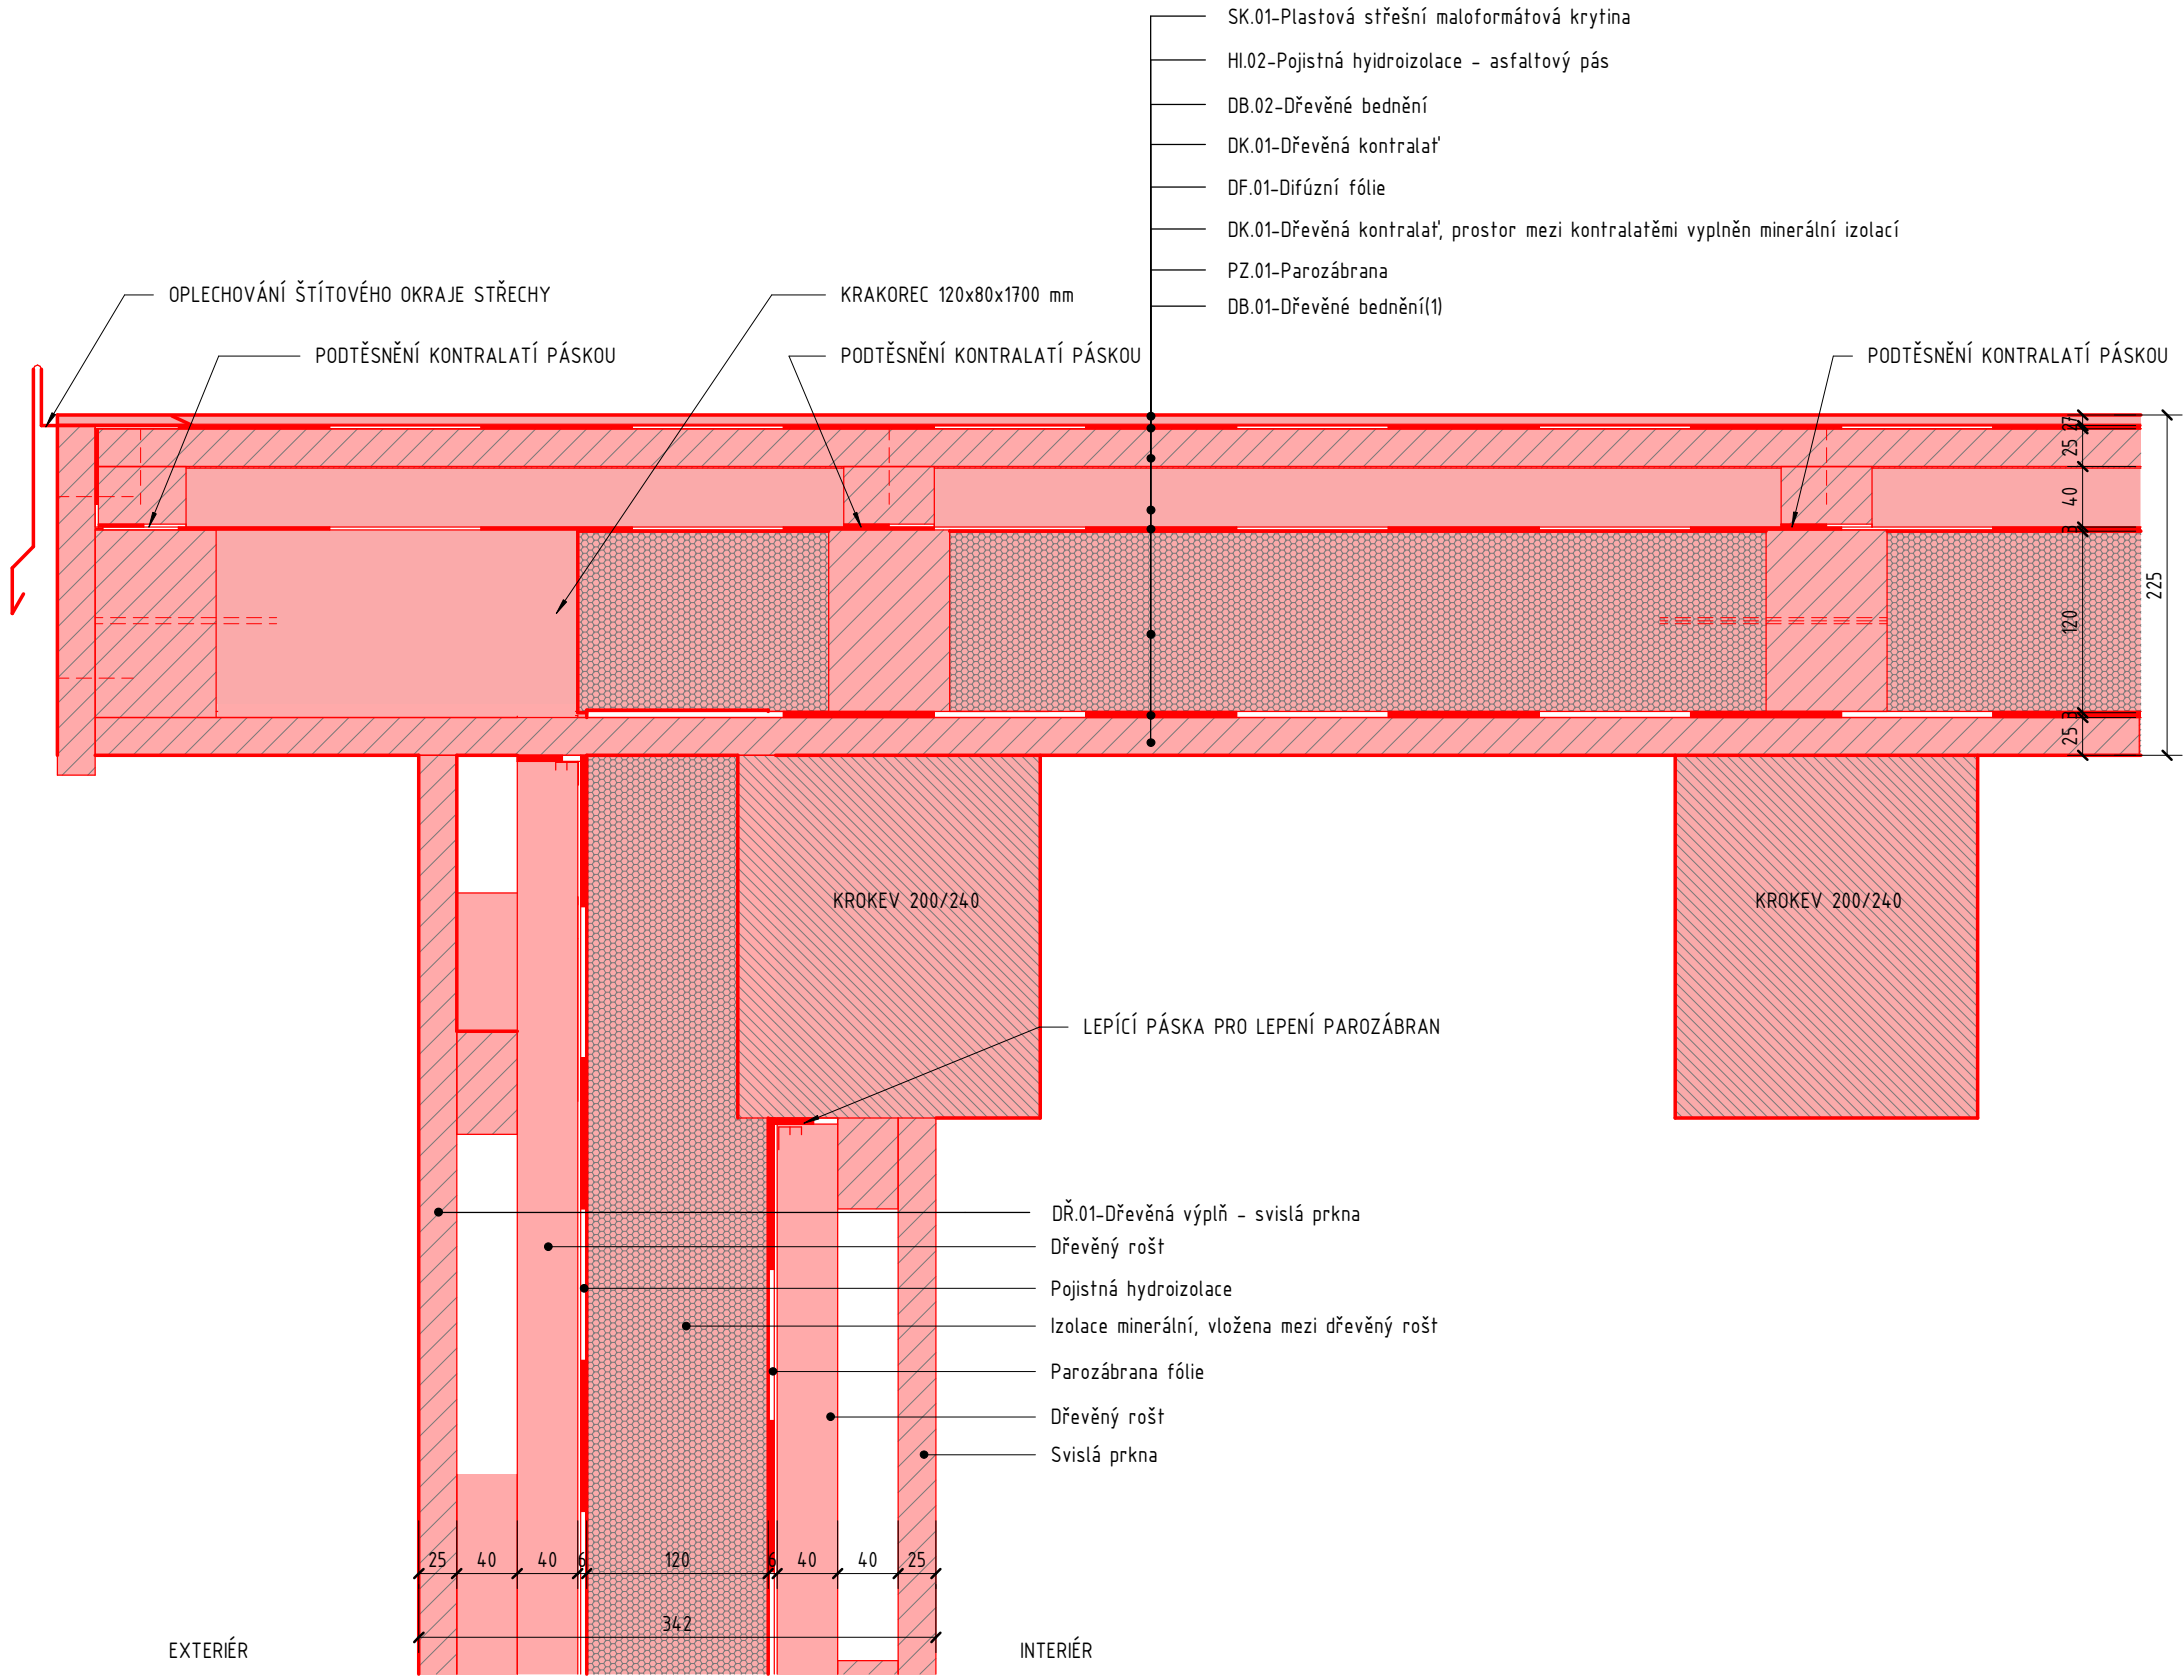 SK.01-Plastová střešní maloformátová krytina
HI.02-Pojistná hyidroizolace - asfaltový pás
DB.02-Dřevěné bednění
DK.01-Dřevěná kontralať
DF.01-Difúzní fólie
DK.01-Dřevěná kontralať, prostor mezi kontralatěmi vyplněn minerální izolací
PZ.01-Parozábrana
DB.01-Dřevěné bednění(1)
OPLECHOVÁNÍ ŠTÍTOVÉHO OKRAJE STŘECHY
KRAKOREC 120x80x1700 mm
PODTĚSNĚNÍ KONTRALATÍ PÁSKOU
PODTĚSNĚNÍ KONTRALATÍ PÁSKOU
PODTĚSNĚNÍ KONTRALATÍ PÁSKOU
25
40
3
120
3
25
225
KROKEV 200/240
KROKEV 200/240
LEPÍCÍ PÁSKA PRO LEPENÍ PAROZÁBRAN
DŘ.01-Dřevěná výplň - svislá prkna
Dřevěný rošt
Pojistná hydroizolace
Izolace minerální, vložena mezi dřevěný rošt
Parozábrana fólie
Dřevěný rošt
Svislá prkna
25 40 40 6 120 6 40 40 25
342
EXTERIÉR
INTERIÉR